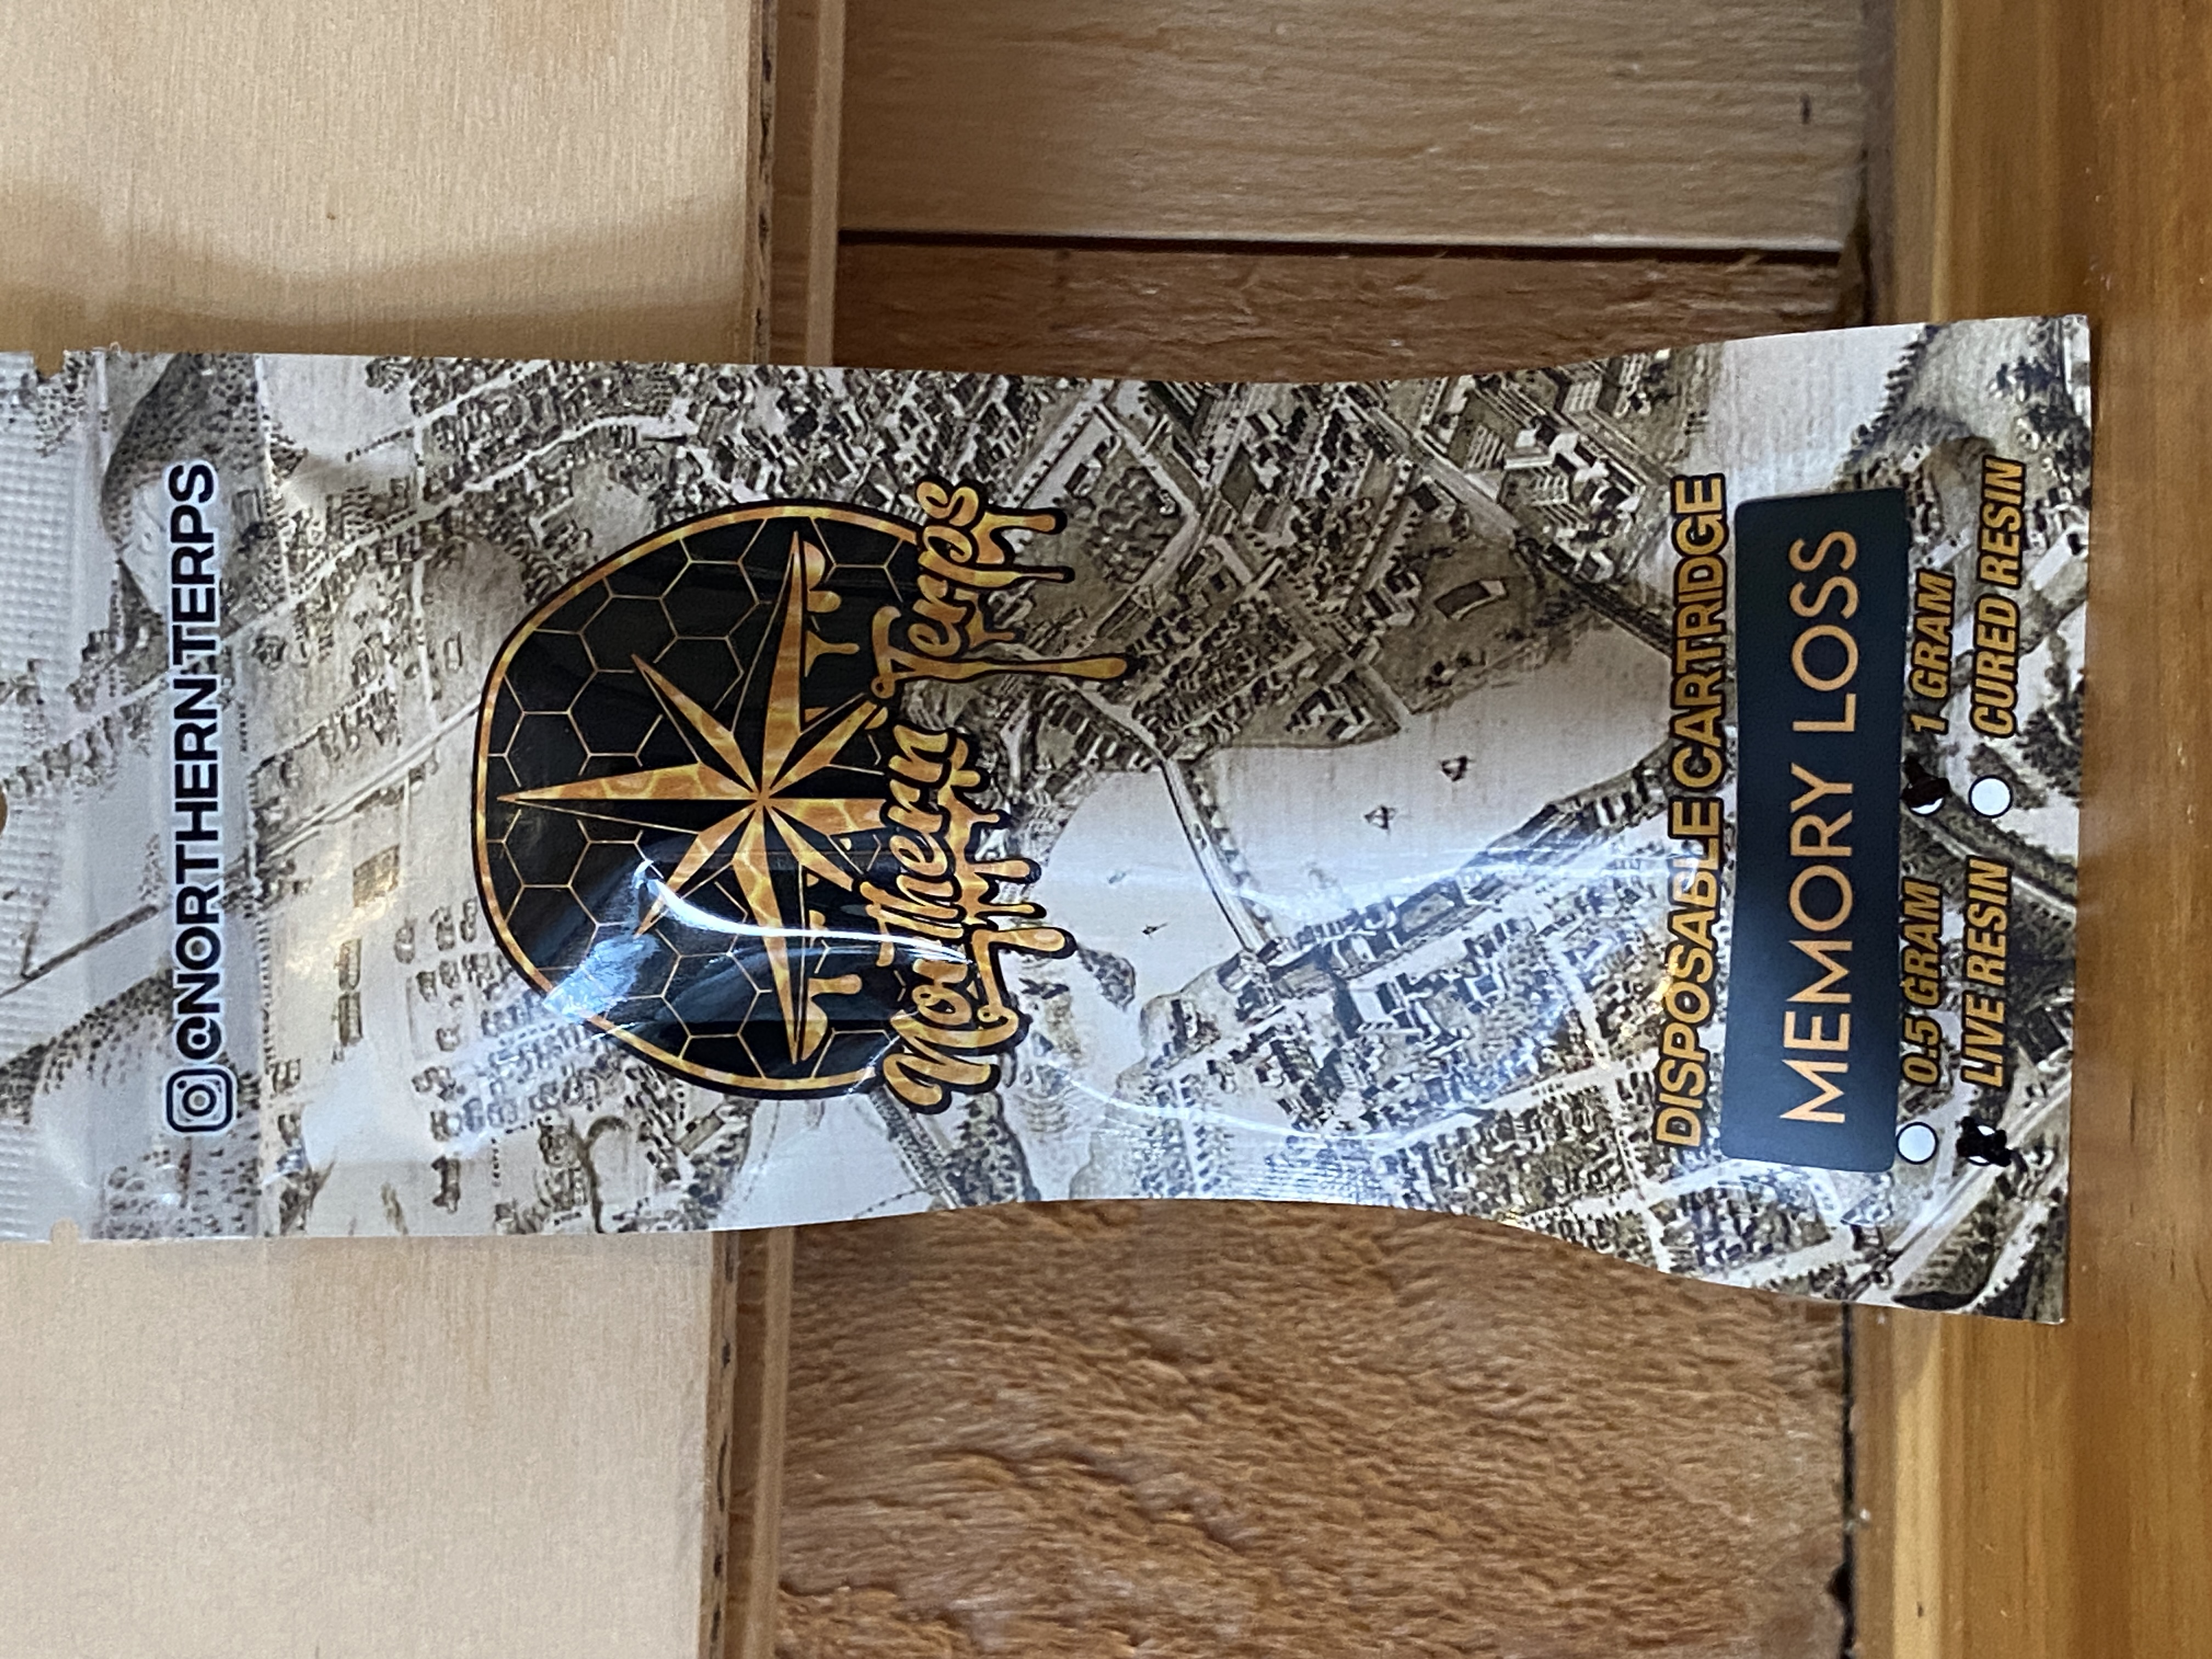 @NORTHERN.TERPS
Northern Terps
DISPOSABLE CARTRIDGE
MEMORY LOSS
0.5 GRAM 1 GRAM
LIVE RESIN CURED RESIN